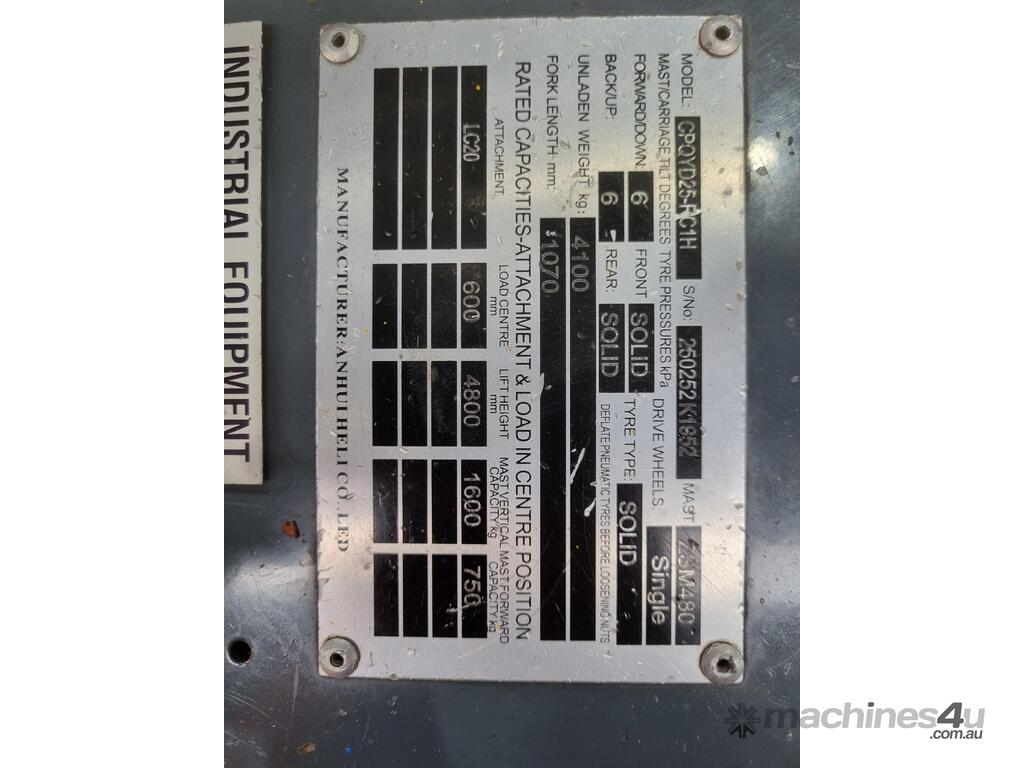 MODEL: CPQYD25-RC1H S/No: 250252K1952 MAST ZSM480
MAST/CARRIAGE TILT DEGREES TYRE PRESSURES kPa DRIVE WHEELS: Single
FORWARD/DOWN: 6 FRONT SOLID TYRE TYPE: SOLID
BACK/UP: 6 REAR: SOLID DEFLATE PNEUMATIC TYRES BEFORE LOOSENING NUTS
UNLADEN WEIGHT kg: 4100
FORK LENGTH mm: 1070
RATED CAPACITIES-ATTACHMENT & LOAD IN CENTRE POSITION
ATTACHMENT LOAD CENTRE mm LIFT HEIGHT mm MAST VERTICAL CAPACITY kg MAST FORWARD CAPACITY kg
LC20 600 4800 1600 750
MANUFACTURER:ANHUI HELI CO .LED
INDUSTRIAL EQUIPMENT
machines4u
.com.au